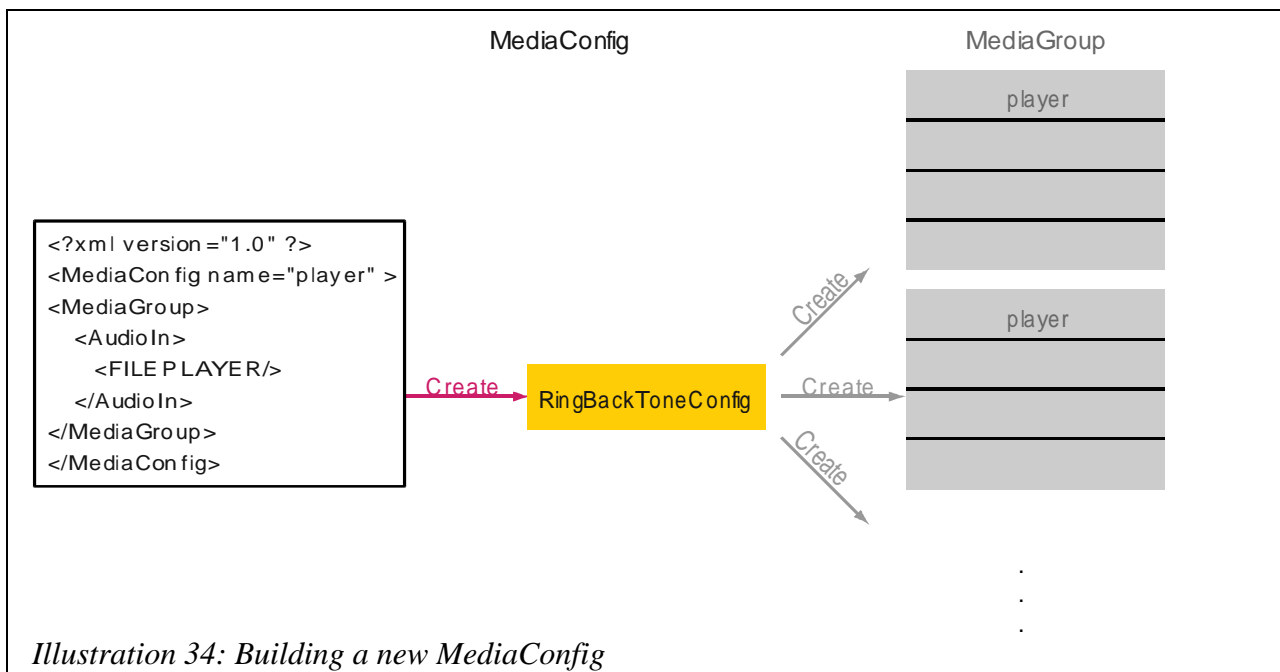 MediaConfig
MediaGroup
player
<?xml version="1.0" ?>
<MediaConfig name="player" >
<MediaGroup>
<AudioIn>
<FILEPLAYER/>
</AudioIn>
</MediaGroup>
</MediaConfig>
Create
RingBackToneConfig
Create
Create
Create
player
.
.
.
Illustration 34: Building a new MediaConfig